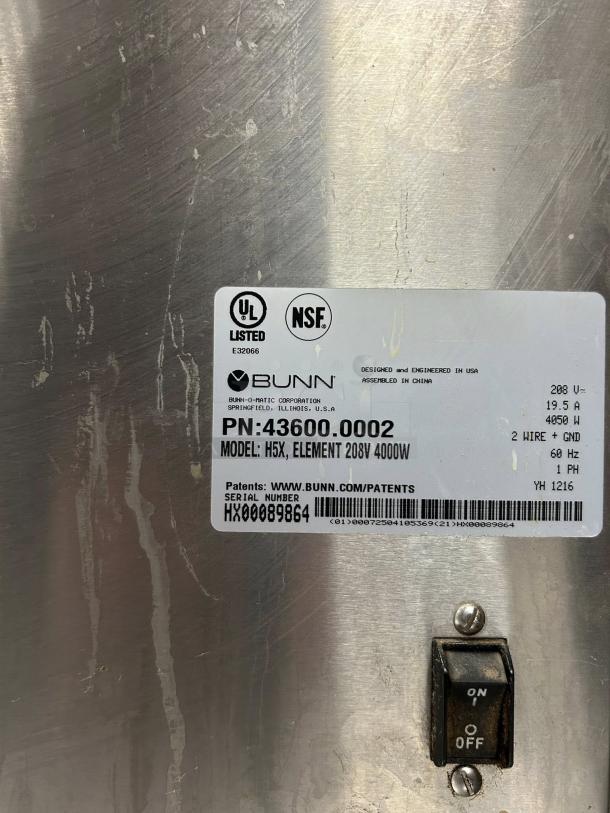 UL
®
LISTED
E32066
NSF®
BUNN®
DESIGNED and ENGINEERED IN USA
ASSEMBLED IN CHINA
BUNN-O-MATIC CORPORATION
SPRINGFIELD, ILLINOIS, U.S.A
PN:43600.0002
MODEL: H5X, ELEMENT 208V 4000W
208 V~
19.5 A
4050 W
2 WIRE + GND
60 Hz
1 PH
Patents: WWW.BUNN.COM/PATENTS
YH 1216
SERIAL NUMBER
HX00089864
(01)00072504105369(21)HX00089864
ON
I
O
OFF